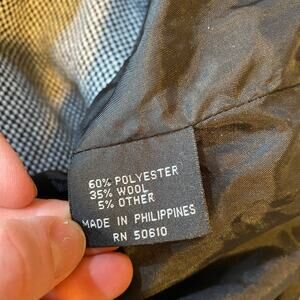 60% POLYESTER
35% WOOL
5% OTHER
MADE IN PHILIPPINES
RN 50610